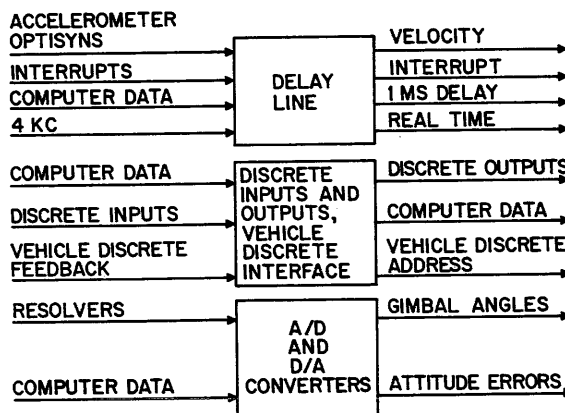 ACCELEROMETER
OPTISYNS
INTERRUPTS
COMPUTER DATA
4 KC
DELAY
LINE
VELOCITY
INTERRUPT
1 MS DELAY
REAL TIME
COMPUTER DATA
DISCRETE INPUTS
VEHICLE DISCRETE
FEEDBACK
DISCRETE
INPUTS AND
OUTPUTS,
VEHICLE
DISCRETE
INTERFACE
DISCRETE OUTPUTS
COMPUTER DATA
VEHICLE DISCRETE
ADDRESS
RESOLVERS
COMPUTER DATA
A/D
AND
D/A
CONVERTERS
GIMBAL ANGLES
ATTITUDE ERRORS